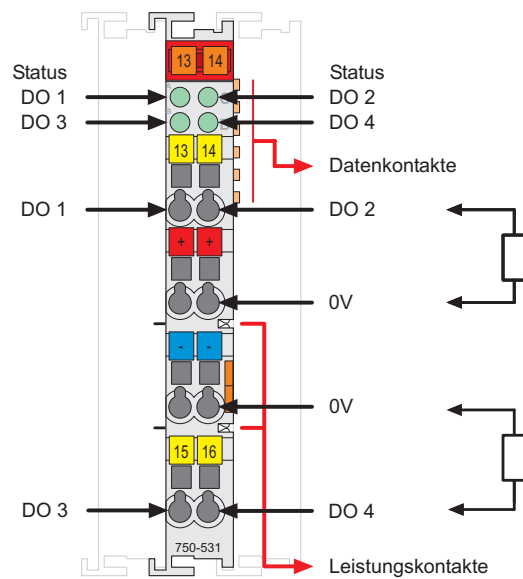 13 14
Status Status
DO 1 DO 2
DO 3 DO 4
13 14
Datenkontakte
DO 1 DO 2
+ +
0V
- -
0V
15 16
DO 3 DO 4
750-531
Leistungskontakte